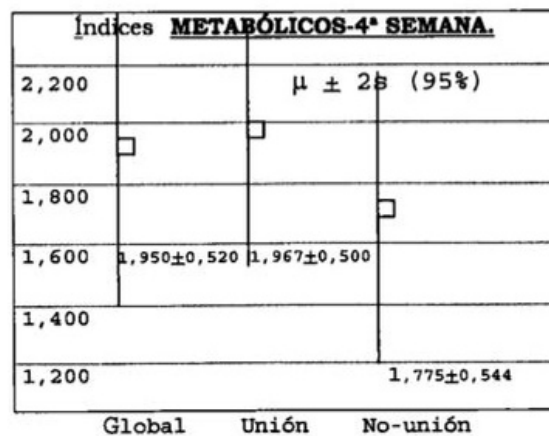 Índices METABÓLICOS-4ª SEMANA.
2,200
μ ± 2s (95%)
2,000
1,800
1,600
1,950±0,520
1,967±0,500
1,400
1,200
1,775±0,544
Global
Unión
No-unión